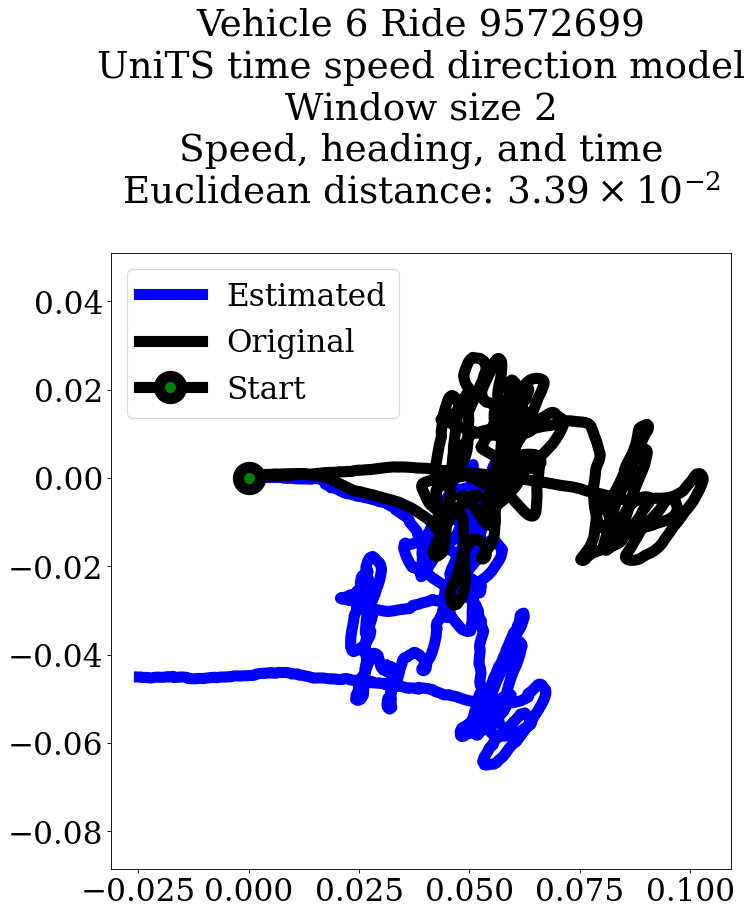 Vehicle 6 Ride 9572699
UniTS time speed direction model
Window size 2
Speed, heading, and time
Euclidean distance: 3.39 × 10⁻²
Estimated
Original
Start
0.04
0.02
0.00
−0.02
−0.04
−0.06
−0.08
−0.025 0.000 0.025 0.050 0.075 0.100